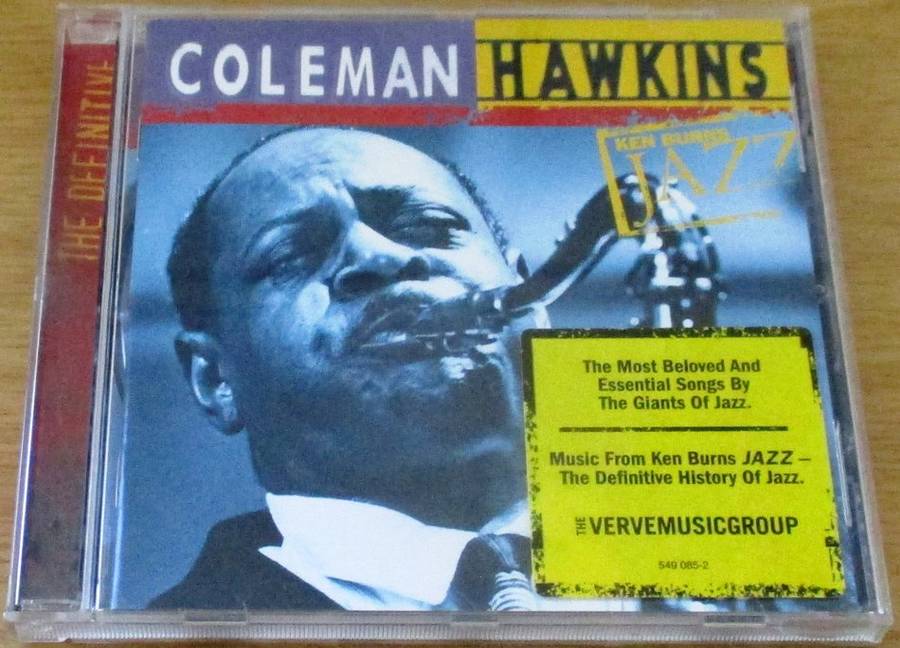 COLEMAN HAWKINS
THE DEFINITIVE
KEN BURNS
JAZZ
The Most Beloved And
Essential Songs By
The Giants Of Jazz.
Music From Ken Burns JAZZ –
The Definitive History Of Jazz.
THE VERVEMUSICGROUP
549 085-2